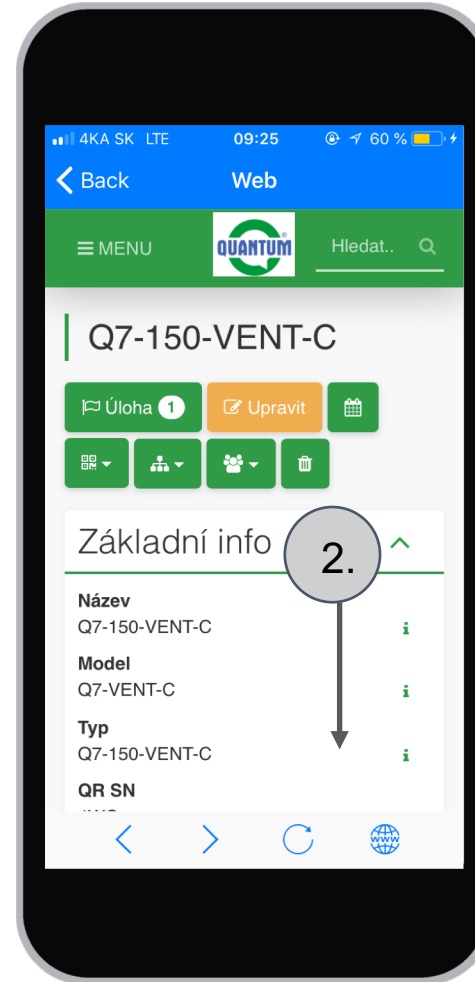 4KA SK LTE 09:25 60 %
Back Web
MENU QUANTUM Hledat..
Q7-150-VENT-C
Úloha 1 Upravit
Základní info 2.
Název
Q7-150-VENT-C
Model
Q7-VENT-C
Typ
Q7-150-VENT-C
QR SN
WWW